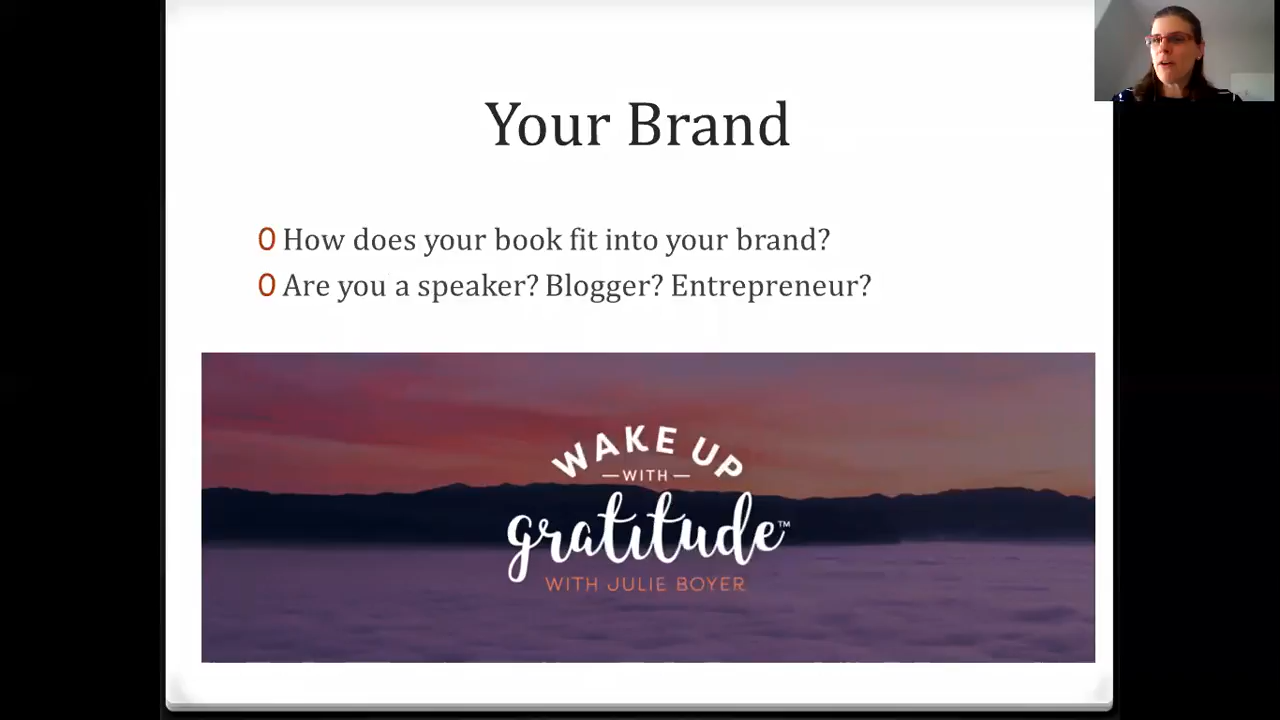 Your Brand
How does your book fit into your brand?
Are you a speaker? Blogger? Entrepreneur?
WAKE UP
—WITH—
gratitude™
WITH JULIE BOYER